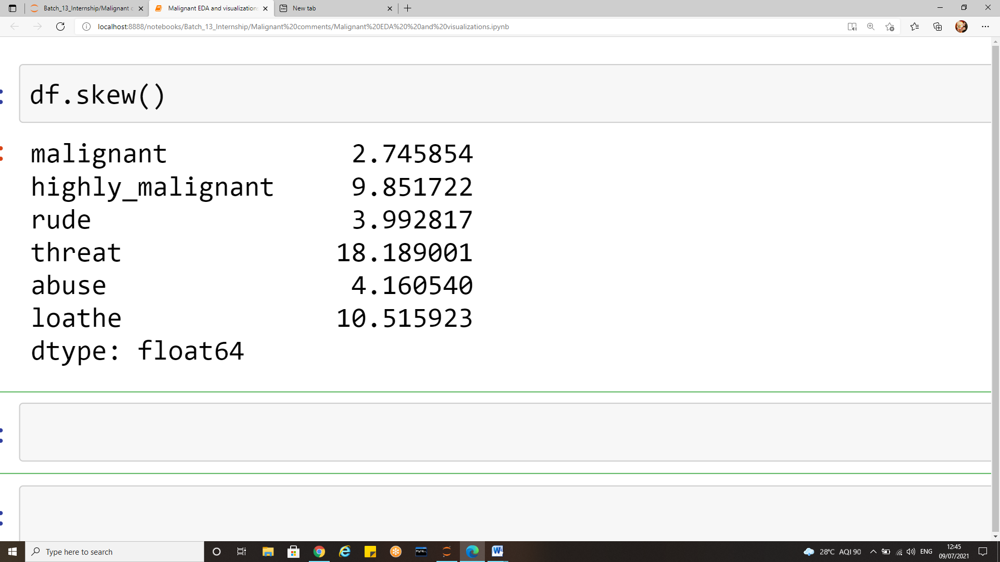 Batch_13_Internship/Malignant c
Malignant EDA and visualization
New tab
localhost:8888/notebooks/Batch_13_Internship/Malignant%20comments/Malignant%20EDA%20%20and%20visualizations.ipynb
df.skew()
malignant 2.745854
highly_malignant 9.851722
rude 3.992817
threat 18.189001
abuse 4.160540
loathe 10.515923
dtype: float64
Type here to search
MySQL
28°C AQI 90
ENG
12:45
09/07/2021